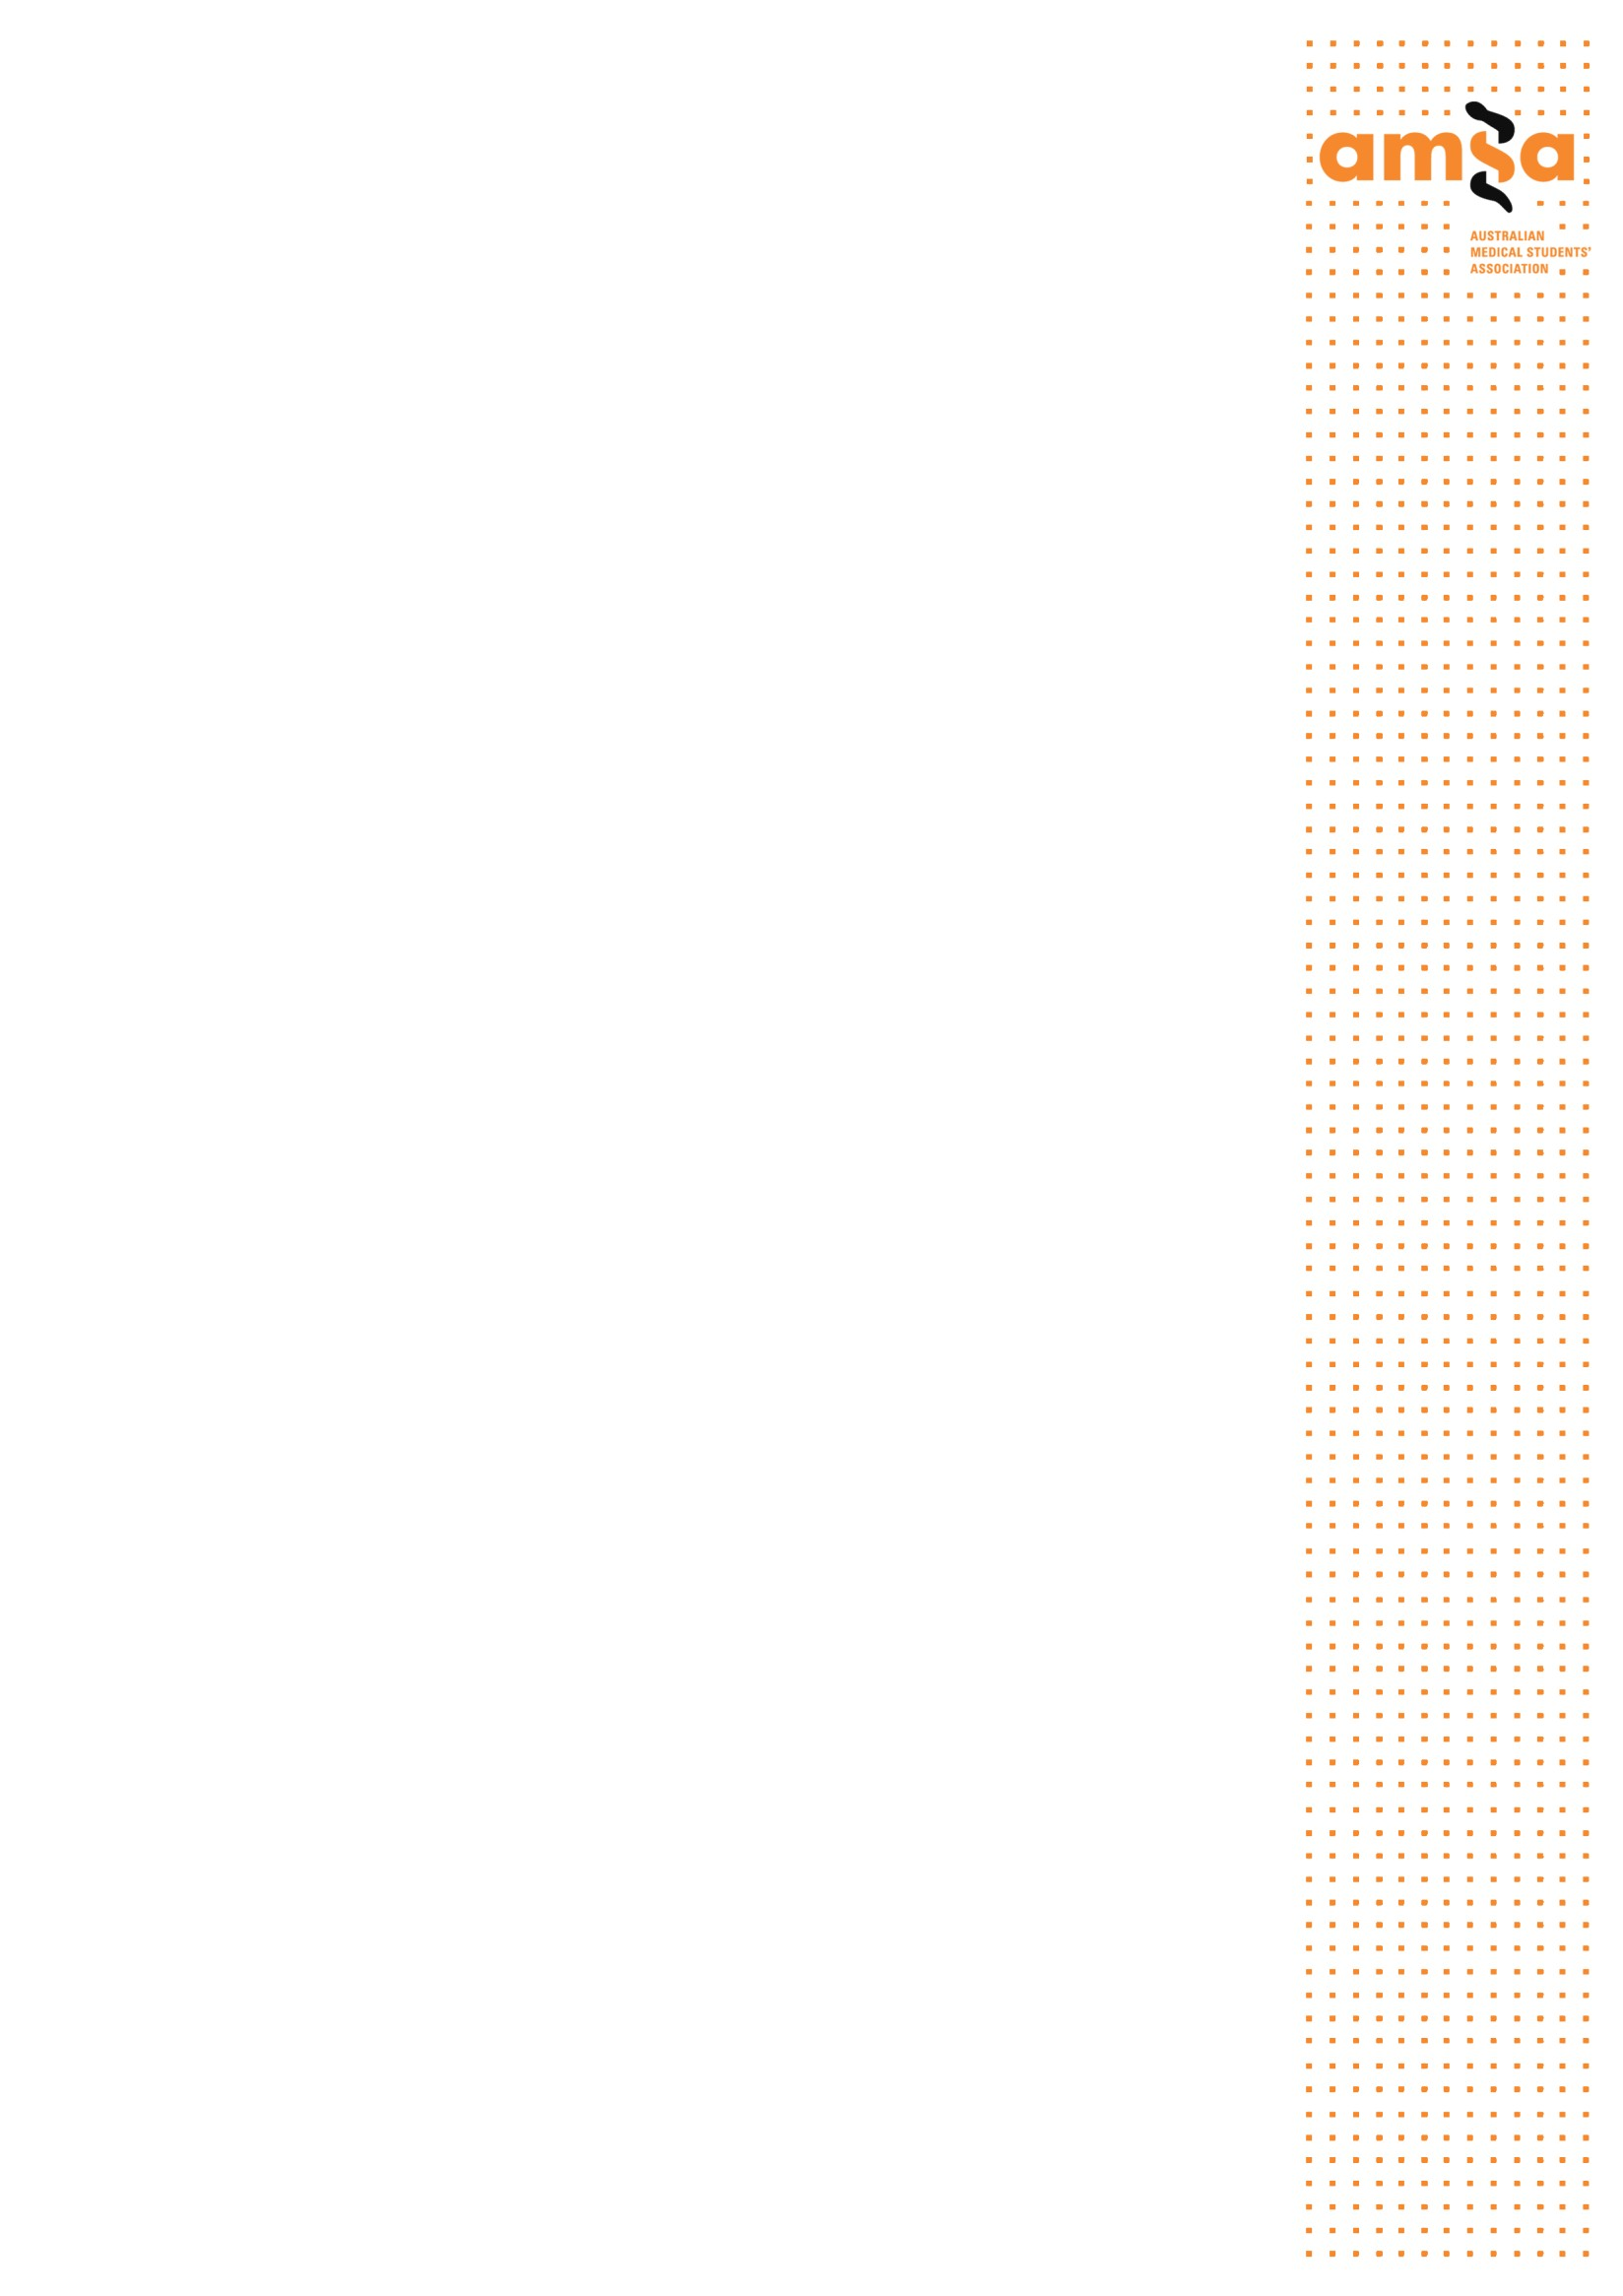 amsa
AUSTRALIAN
MEDICAL STUDENTS'
ASSOCIATION